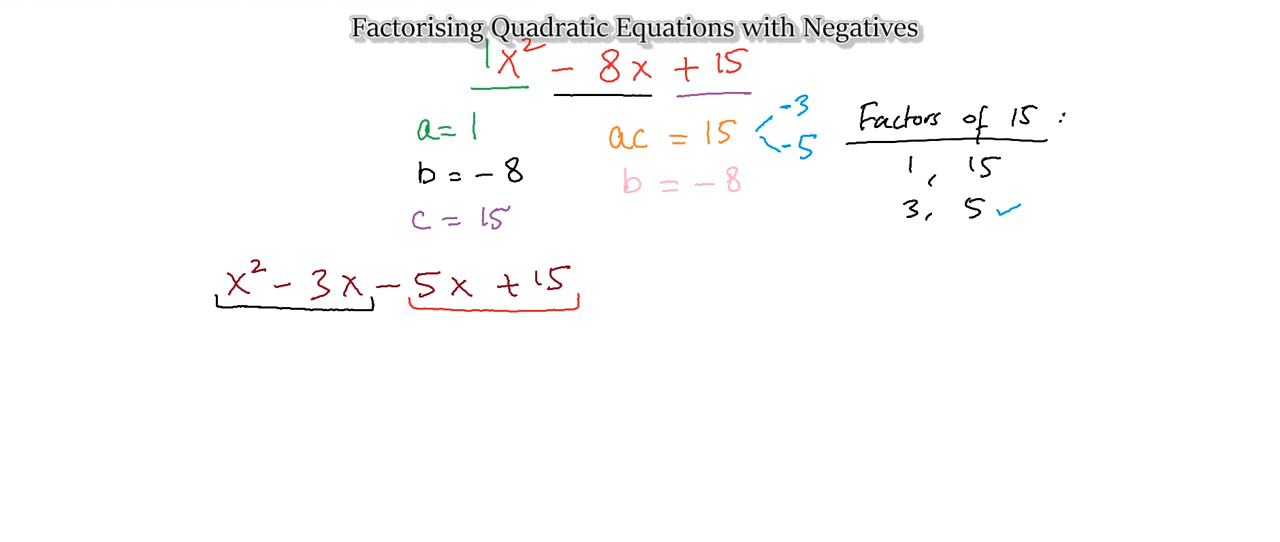 Factorising Quadratic Equations with Negatives
1x² - 8x + 15
a = 1
b = - 8
c = 15
ac = 15
-3
-5
b = - 8
Factors of 15 :
1, 15
3, 5 ✓
x² - 3x - 5x + 15